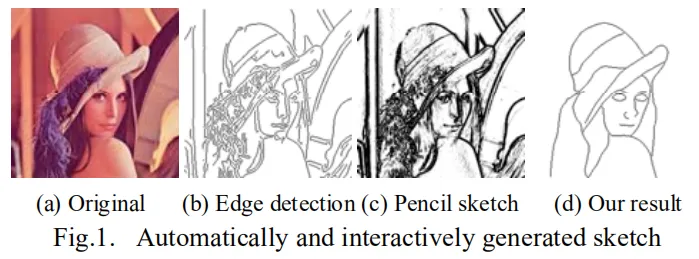 (a) Original (b) Edge detection (c) Pencil sketch (d) Our result
Fig.1. Automatically and interactively generated sketch